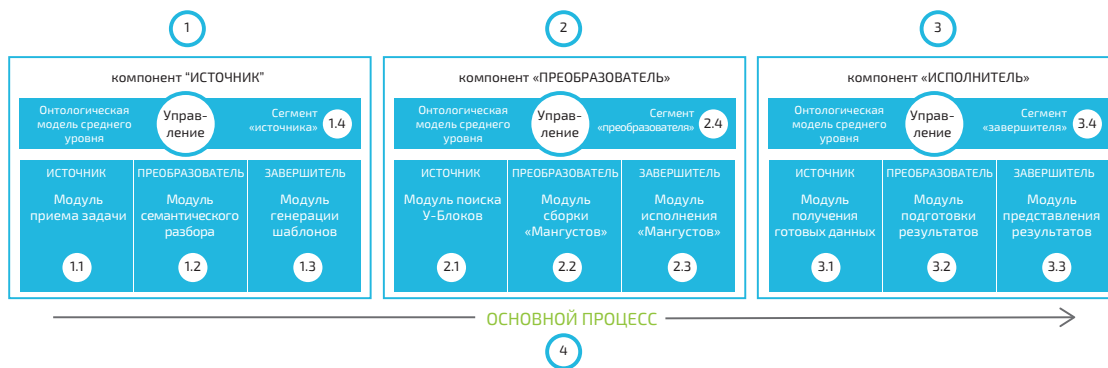 1
компонент “ИСТОЧНИК”
Онтологическая
модель среднего
уровня
Управ-
ление
Сегмент
«источника»
1.4
ИСТОЧНИК
Модуль
приема задачи
1.1
ПРЕОБРАЗОВАТЕЛЬ
Модуль
семантического
разбора
1.2
ЗАВЕРШИТЕЛЬ
Модуль
генерации
шаблонов
1.3
2
компонент «ПРЕОБРАЗОВАТЕЛЬ»
Онтологическая
модель среднего
уровня
Управ-
ление
Сегмент
«преобразователя»
2.4
ИСТОЧНИК
Модуль поиска
У-Блоков
2.1
ПРЕОБРАЗОВАТЕЛЬ
Модуль
сборки
«Мангустов»
2.2
ЗАВЕРШИТЕЛЬ
Модуль
исполнения
«Мангустов»
2.3
3
компонент «ИСПОЛНИТЕЛЬ»
Онтологическая
модель среднего
уровня
Управ-
ление
Сегмент
«завершителя»
3.4
ИСТОЧНИК
Модуль
получения
готовых данных
3.1
ПРЕОБРАЗОВАТЕЛЬ
Модуль
подготовки
результатов
3.2
ЗАВЕРШИТЕЛЬ
Модуль
представления
результатов
3.3
ОСНОВНОЙ ПРОЦЕСС
4